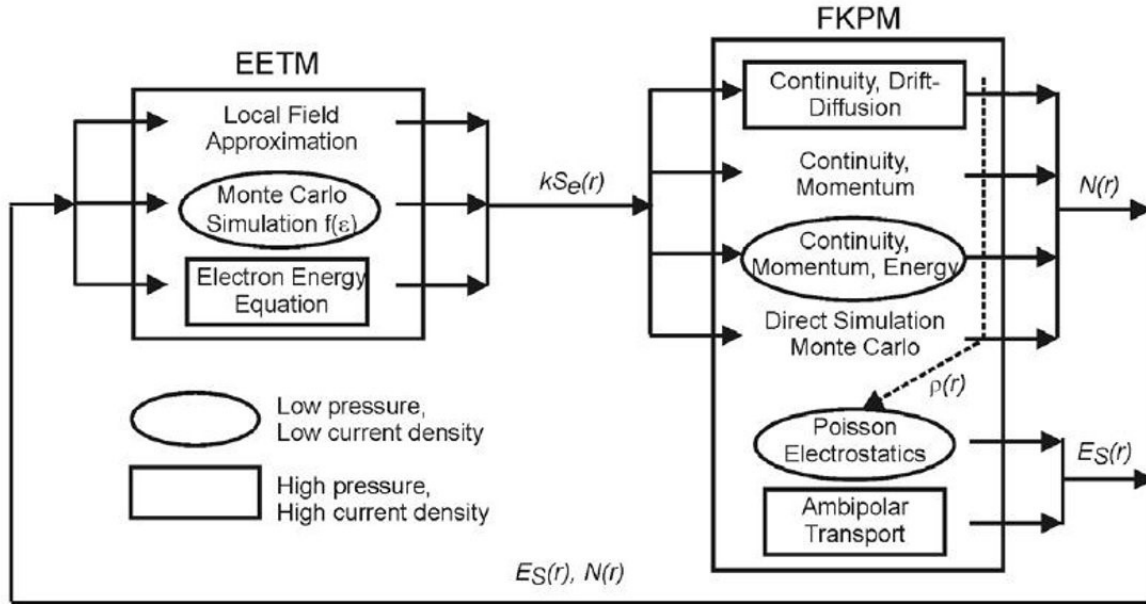 FKPM
EETM
Local Field
Approximation
Monte Carlo
Simulation f(ε)
Electron Energy
Equation
kSe(r)
Continuity, Drift-
Diffusion
Continuity,
Momentum
Continuity,
Momentum, Energy
Direct Simulation
Monte Carlo
N(r)
ρ(r)
Poisson
Electrostatics
Ambipolar
Transport
ES(r)
Low pressure,
Low current density
High pressure,
High current density
ES(r), N(r)